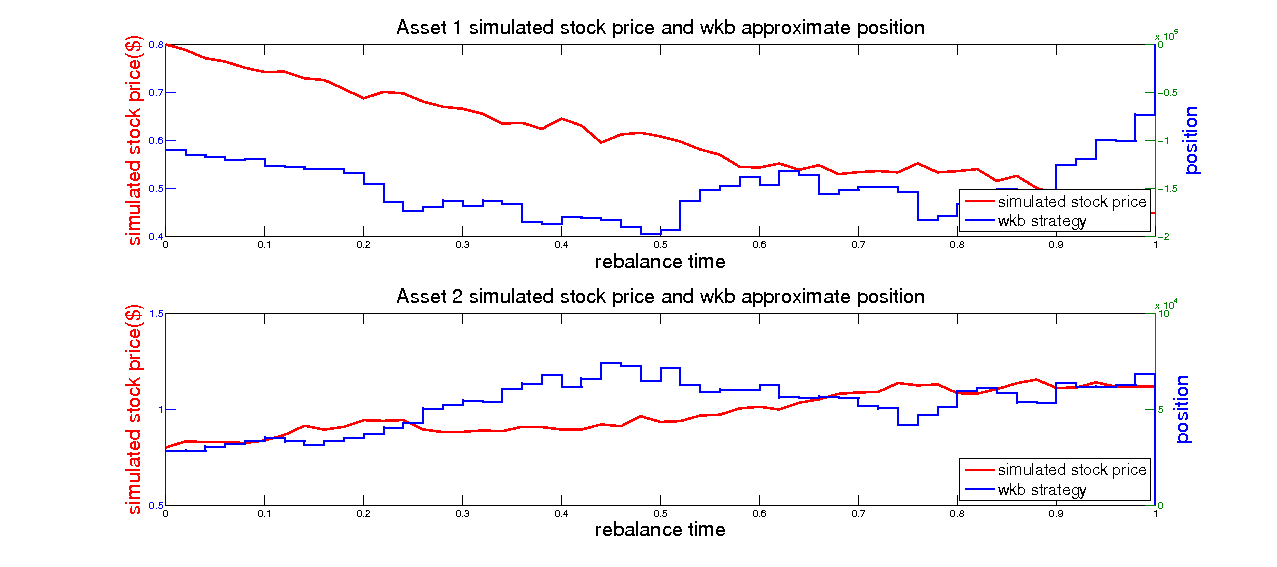 Asset 1 simulated stock price and wkb approximate position
simulated stock price($)
0.8
0.7
0.6
0.5
0.4
x 10
0
-0.5
-1
-1.5
-2
position
simulated stock price
wkb strategy
0 0.1 0.2 0.3 0.4 0.5 0.6 0.7 0.8 0.9 1
rebalance time
Asset 2 simulated stock price and wkb approximate position
simulated stock price($)
1.5
1
0.5
x 10^4
10
5
0
position
simulated stock price
wkb strategy
0 0.1 0.2 0.3 0.4 0.5 0.6 0.7 0.8 0.9 1
rebalance time